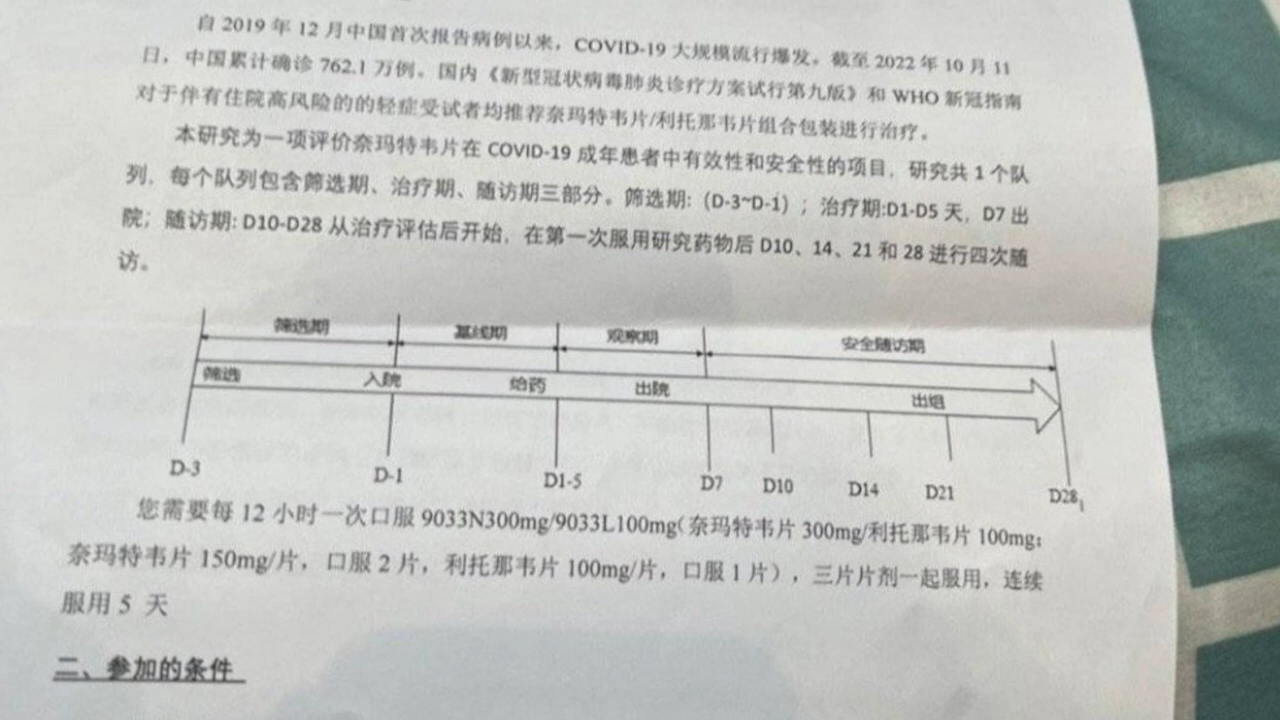 自 2019 年 12 月中国首次报告病例以来，COVID-19 大规模流行爆发。截至 2022 年 10 月 11
日，中国累计确诊 762.1 万例。国内《新型冠状病毒肺炎诊疗方案试行第九版》和 WHO 新冠指南
对于伴有住院高风险的的轻症受试者均推荐奈玛特韦片/利托那韦片组合包装进行治疗。
本研究为一项评价奈玛特韦片在 COVID-19 成年患者中有效性和安全性的项目，研究共 1 个队
列，每个队列包含筛选期、治疗期、随访期三部分。筛选期:（D-3~D-1）；治疗期:D1-D5 天，D7 出
院；随访期: D10-D28 从治疗评估后开始，在第一次服用研究药物后 D10、14、21 和 28 进行四次随
访。
筛选期 基线期 观察期 安全随访期
筛选 入院 给药 出院 出组
D-3 D-1 D1-5 D7 D10 D14 D21 D28
您需要每 12 小时一次口服 9033N300mg/9033L100mg（奈玛特韦片 300mg/利托那韦片 100mg;
奈玛特韦片 150mg/片，口服 2 片，利托那韦片 100mg/片，口服 1 片），三片片剂一起服用，连续
服用 5 天
二、参加的条件